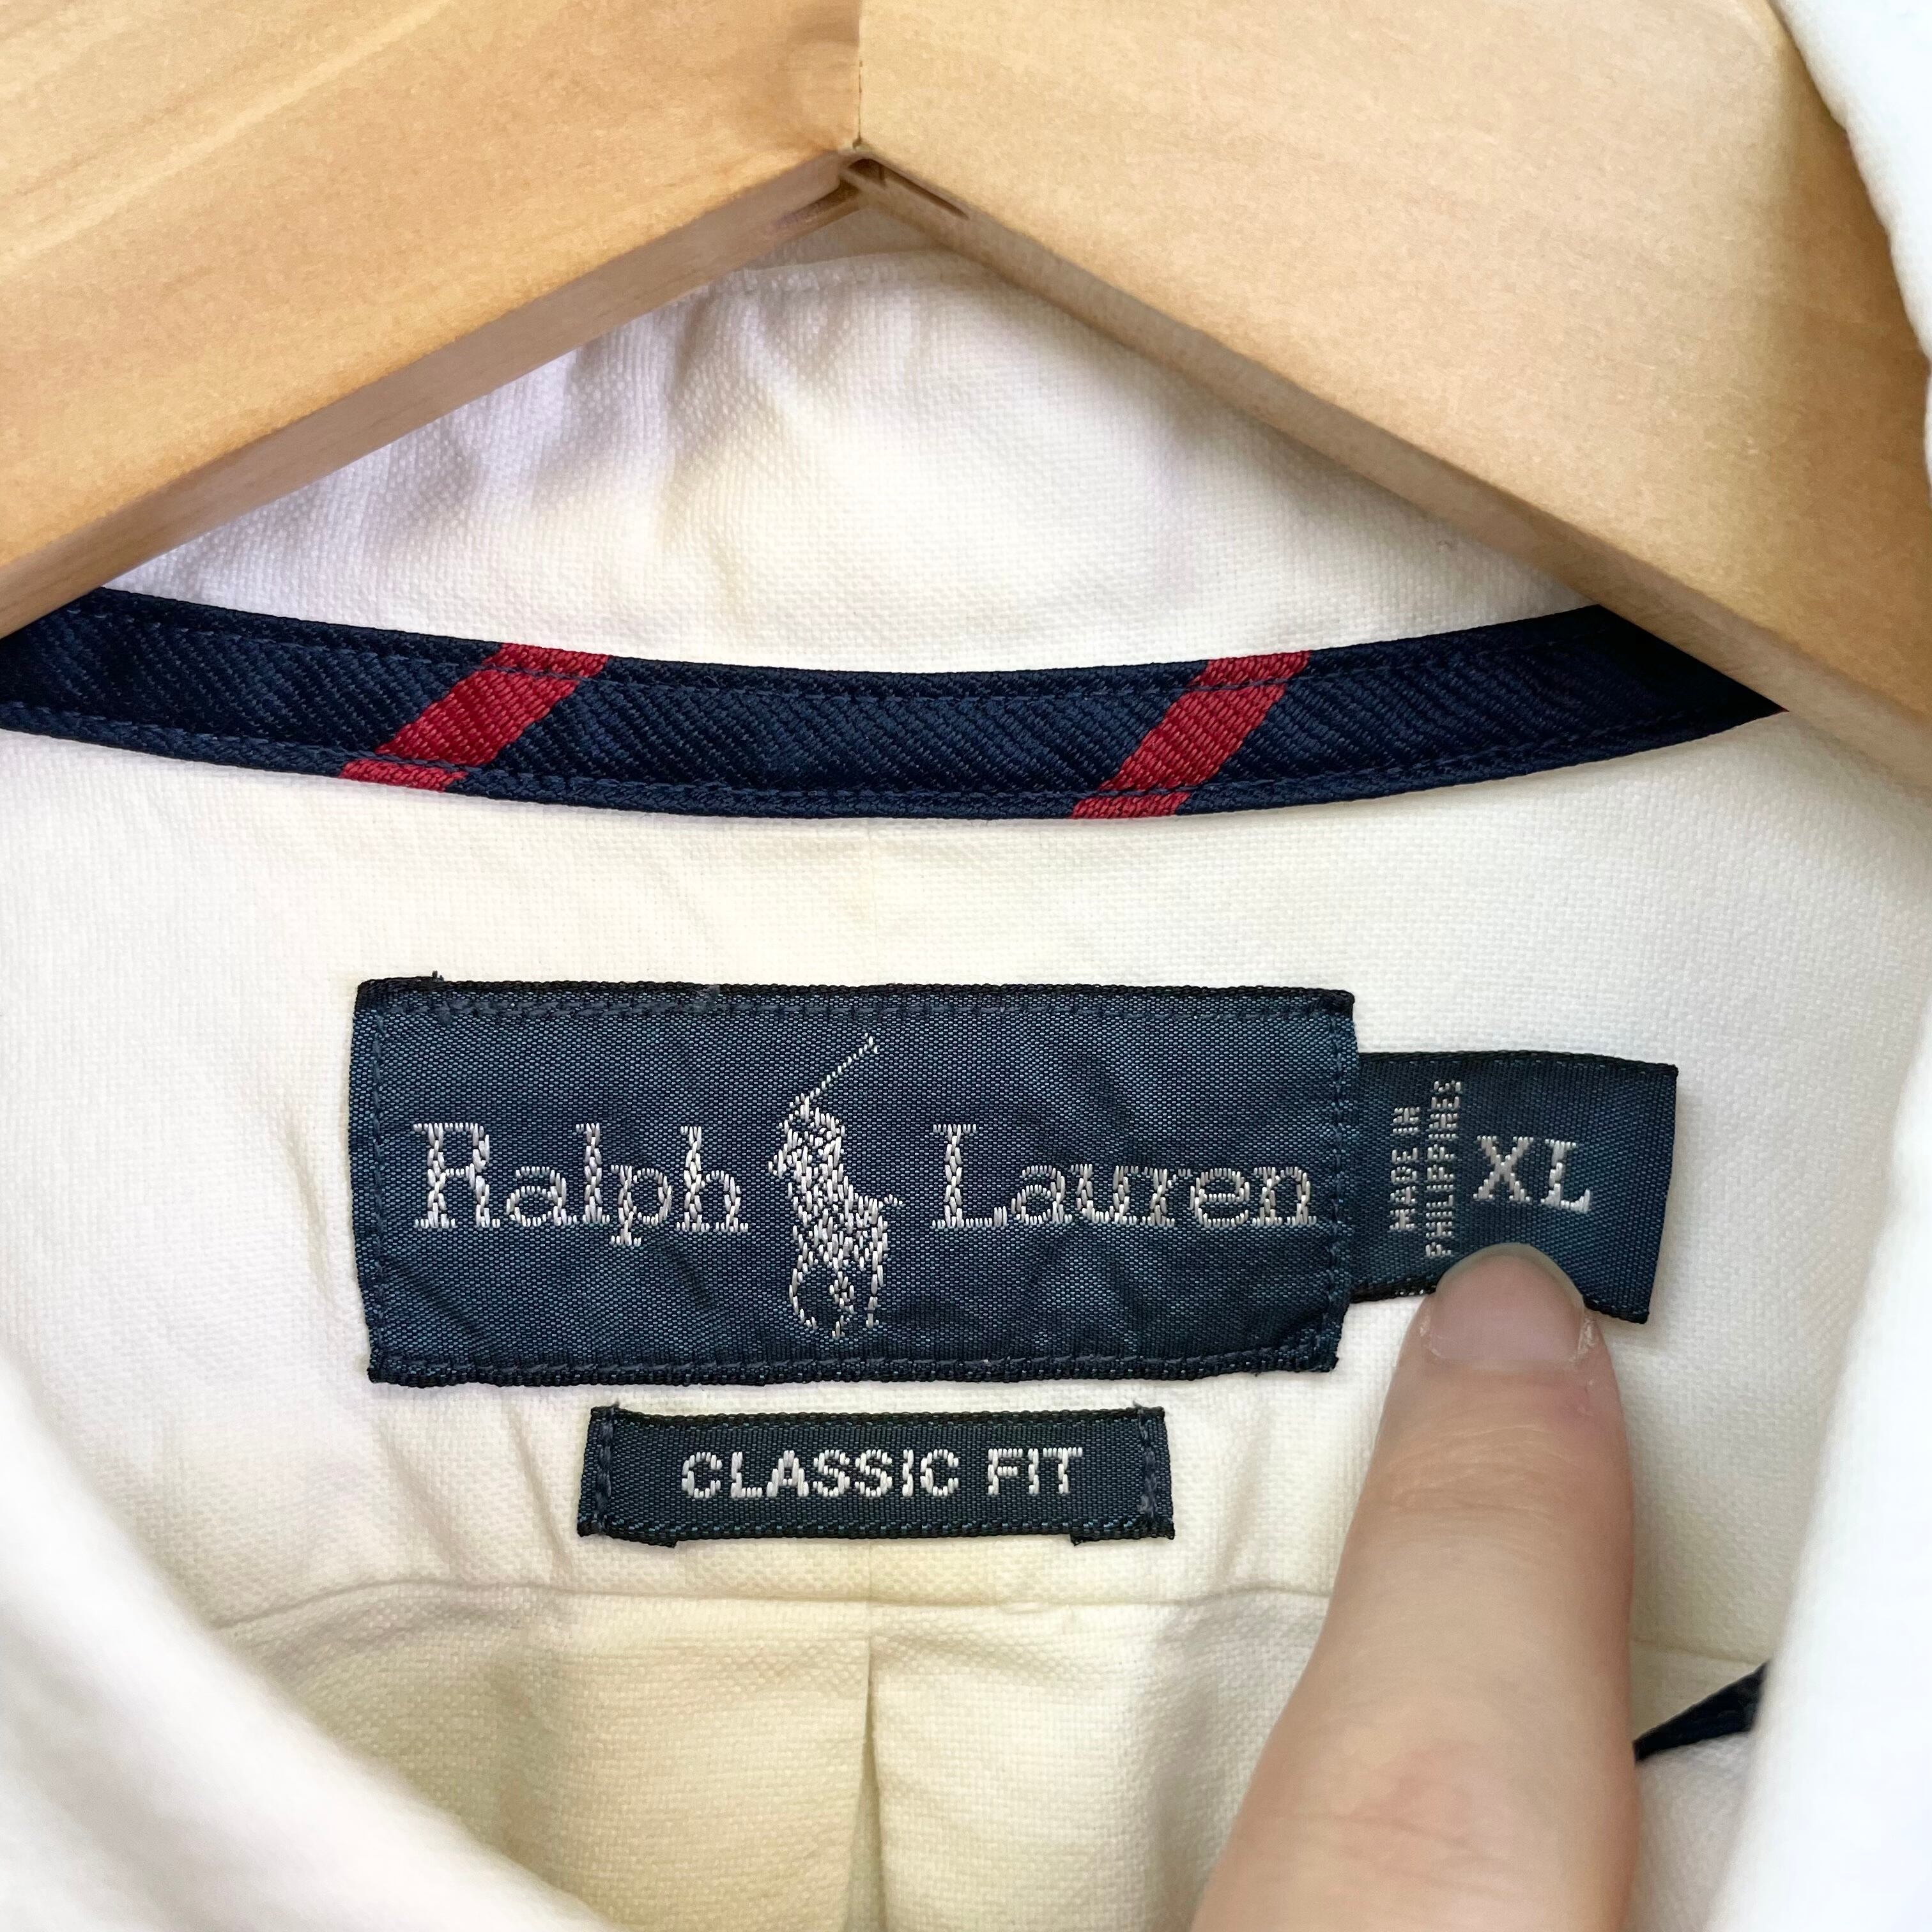 Ralph Lauren
MADE IN
PHILIPPINES
XL
CLASSIC FIT